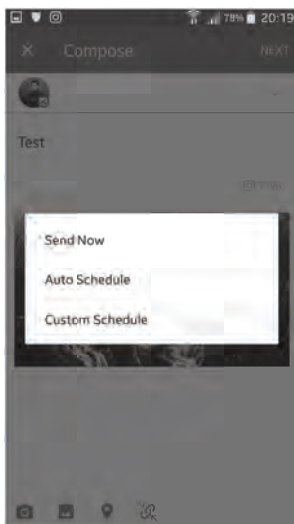 78% 20:19
Compose NEXT
Test
Send Now
Auto Schedule
Custom Schedule